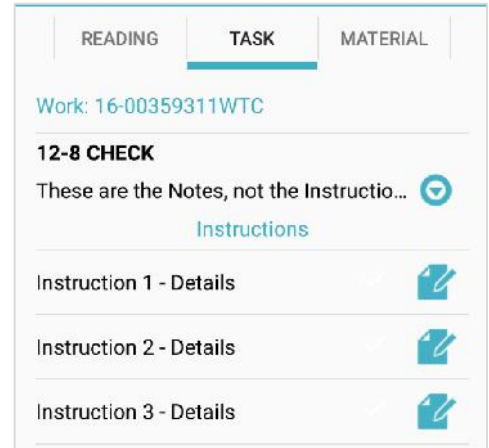 READING TASK MATERIAL
Work: 16-00359311WTC
12-8 CHECK
These are the Notes, not the Instructio...
Instructions
Instruction 1 - Details
Instruction 2 - Details
Instruction 3 - Details